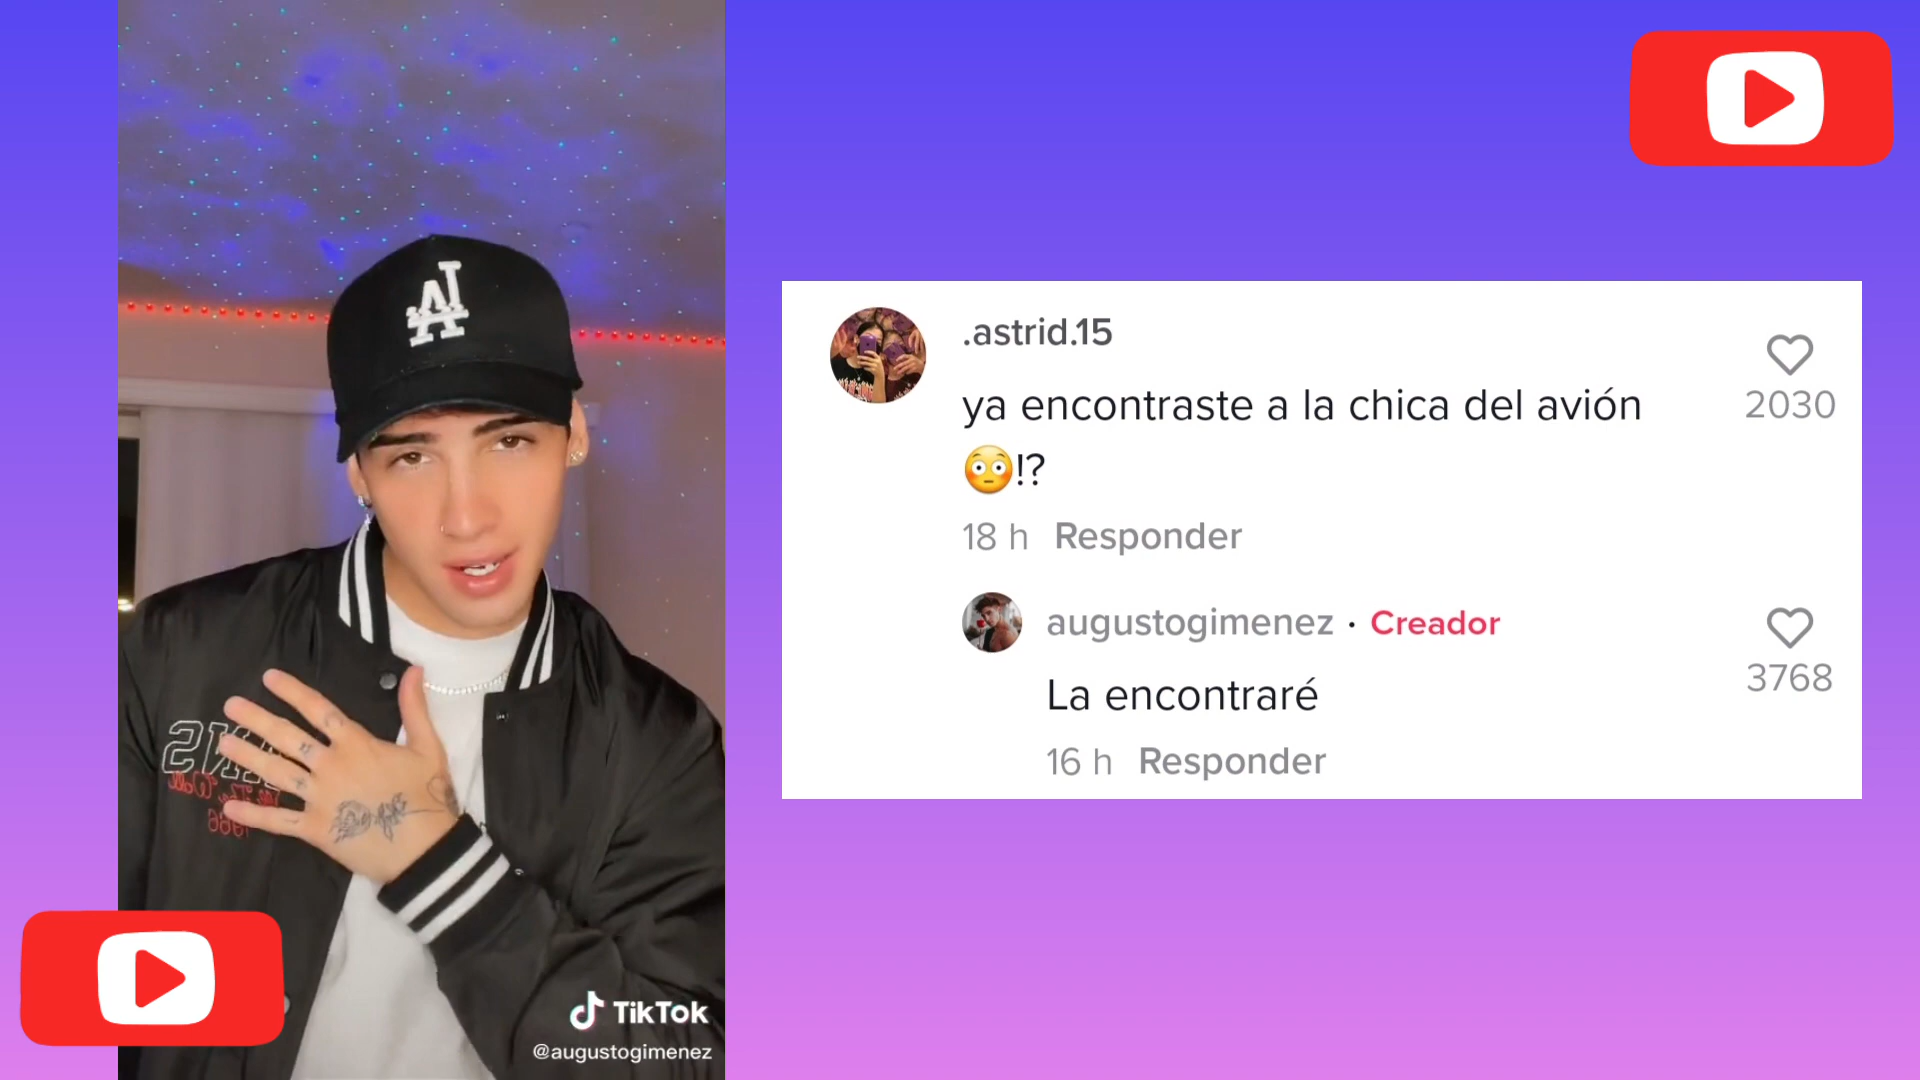 .astrid.15
ya encontraste a la chica del avión
😳!?
2030
18 h Responder
augustogimenez · Creador
La encontraré
3768
16 h Responder
TikTok
@augustogimenez